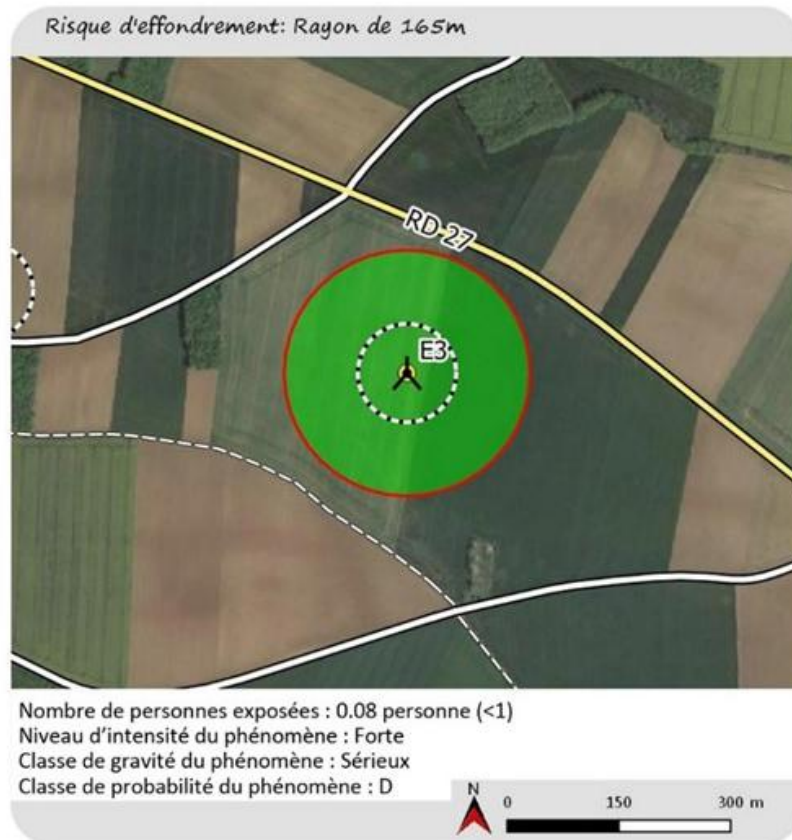 Risque d'effondrement: Rayon de 165m
RD 27
E3
Nombre de personnes exposées : 0.08 personne (<1)
Niveau d'intensité du phénomène : Forte
Classe de gravité du phénomène : Sérieux
Classe de probabilité du phénomène : D
N
0 150 300 m